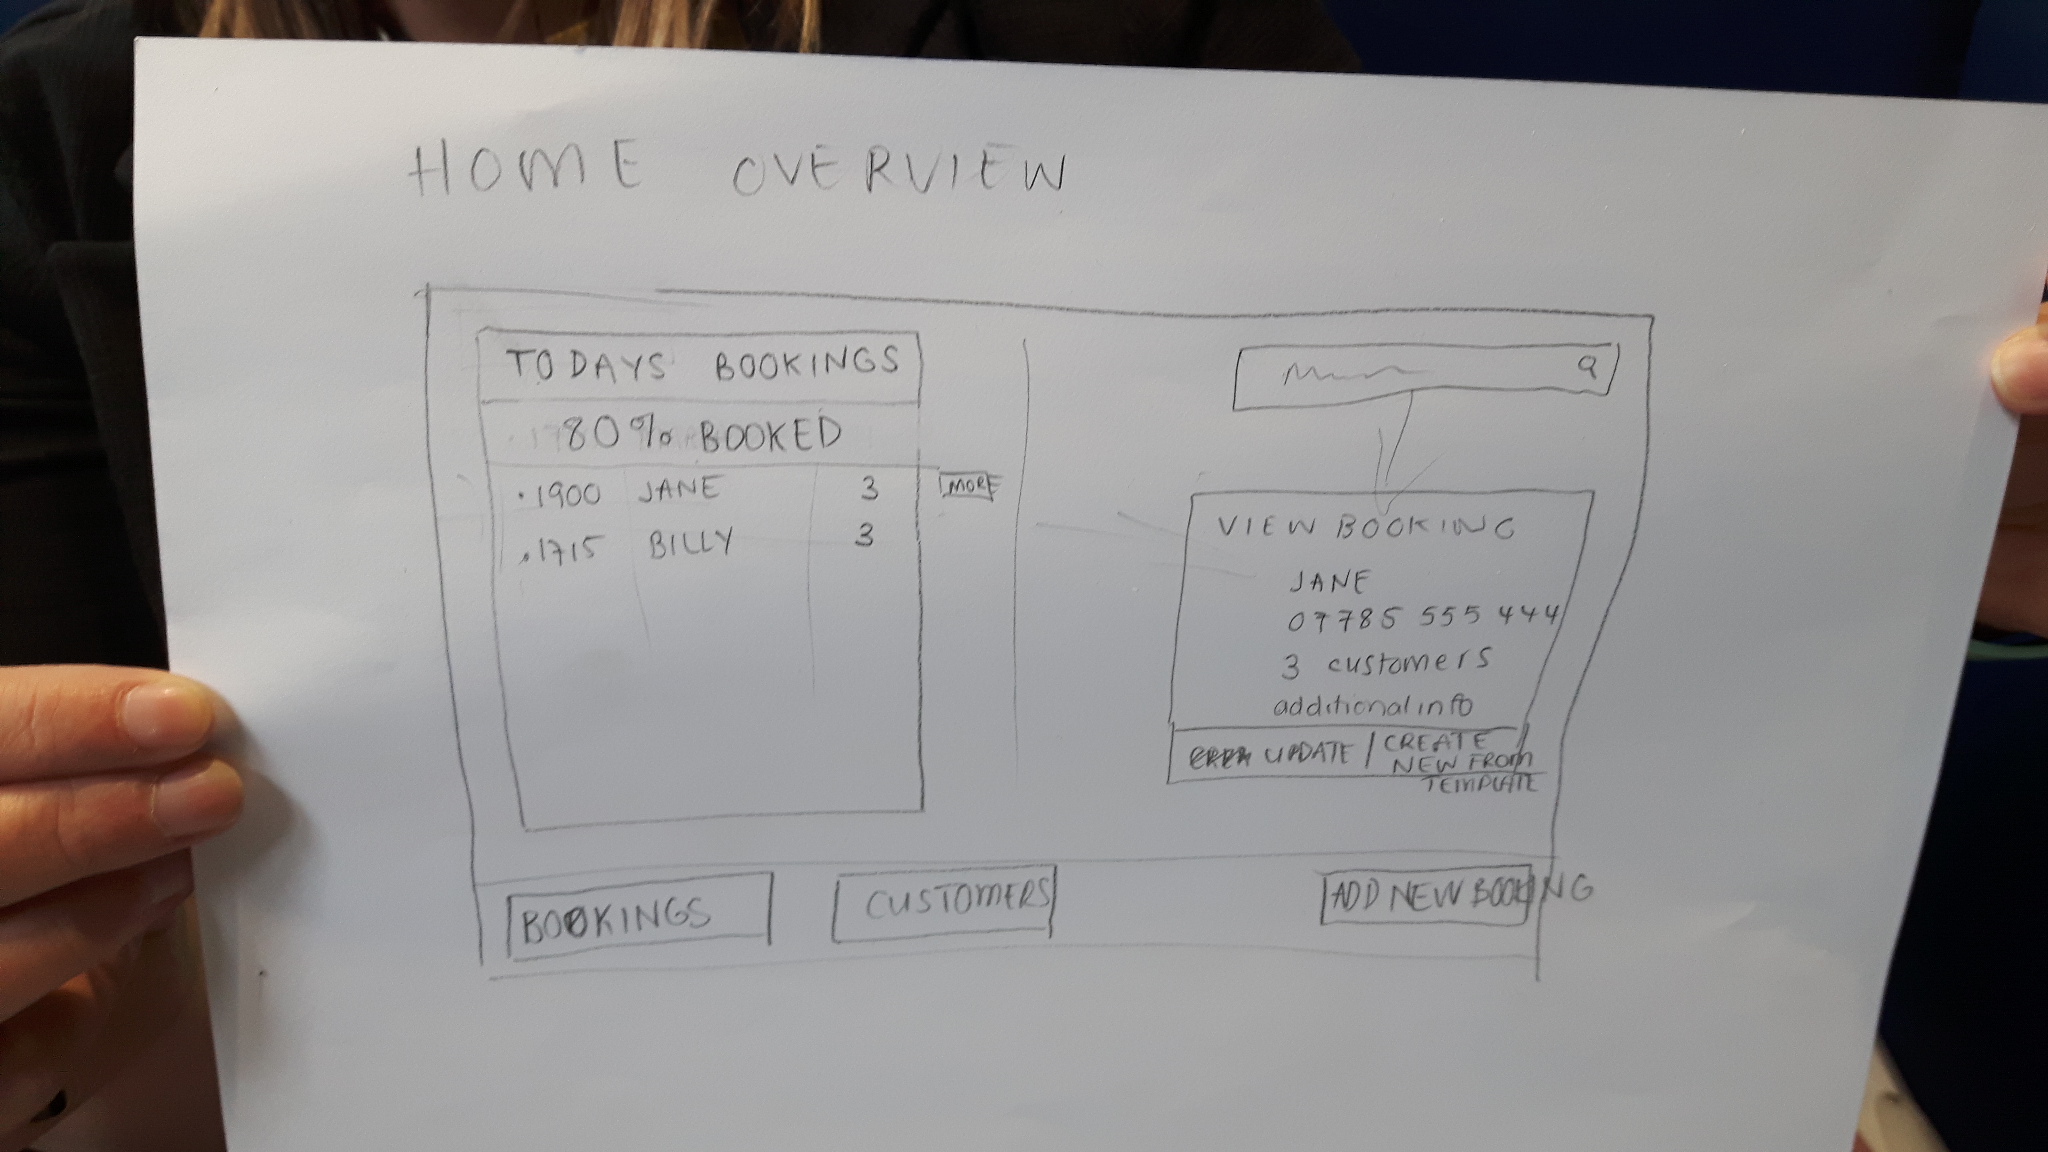 HOME OVERVIEW
TODAYS BOOKINGS
80% BOOKED
.1900 JANE 3 MORE
.1715 BILLY 3
VIEW BOOKING
JANE
07785 555 444
3 customers
additional info
UPDATE / CREATE
NEW FROM
TEMPLATE
BOOKINGS
CUSTOMERS
ADD NEW BOOKING